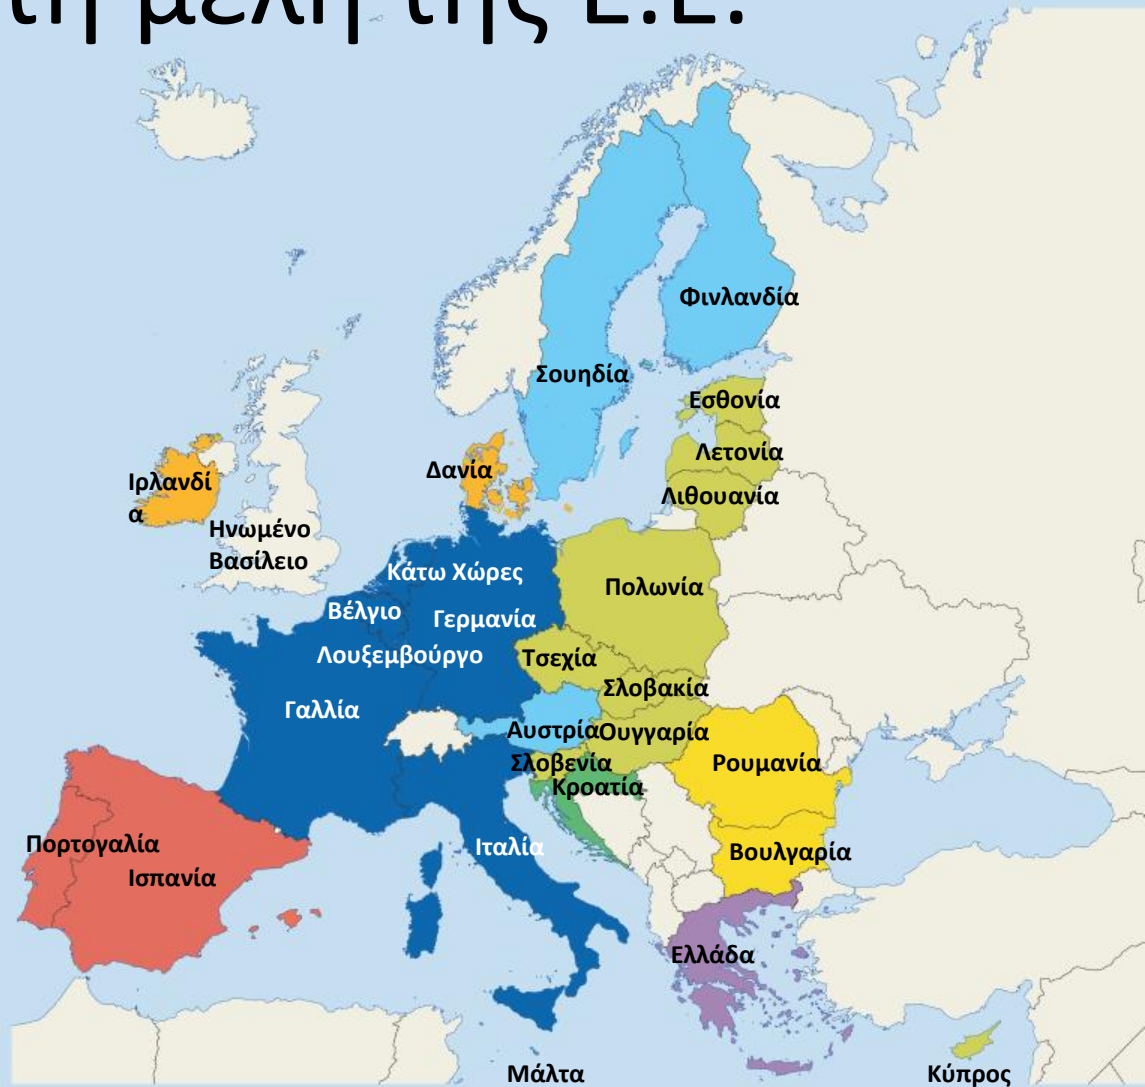 τη μέλη της Ε.Ε.
Φινλανδία
Σουηδία
Εσθονία
Λετονία
Λιθουανία
Δανία
Ιρλανδί
α
Ηνωμένο
Βασίλειο
Κάτω Χώρες
Πολωνία
Βέλγιο
Γερμανία
Λουξεμβούργο
Τσεχία
Σλοβακία
Γαλλία
Αυστρία
Ουγγαρία
Σλοβενία
Ρουμανία
Κροατία
Πορτογαλία
Ιταλία
Βουλγαρία
Ισπανία
Ελλάδα
Μάλτα
Κύπρος